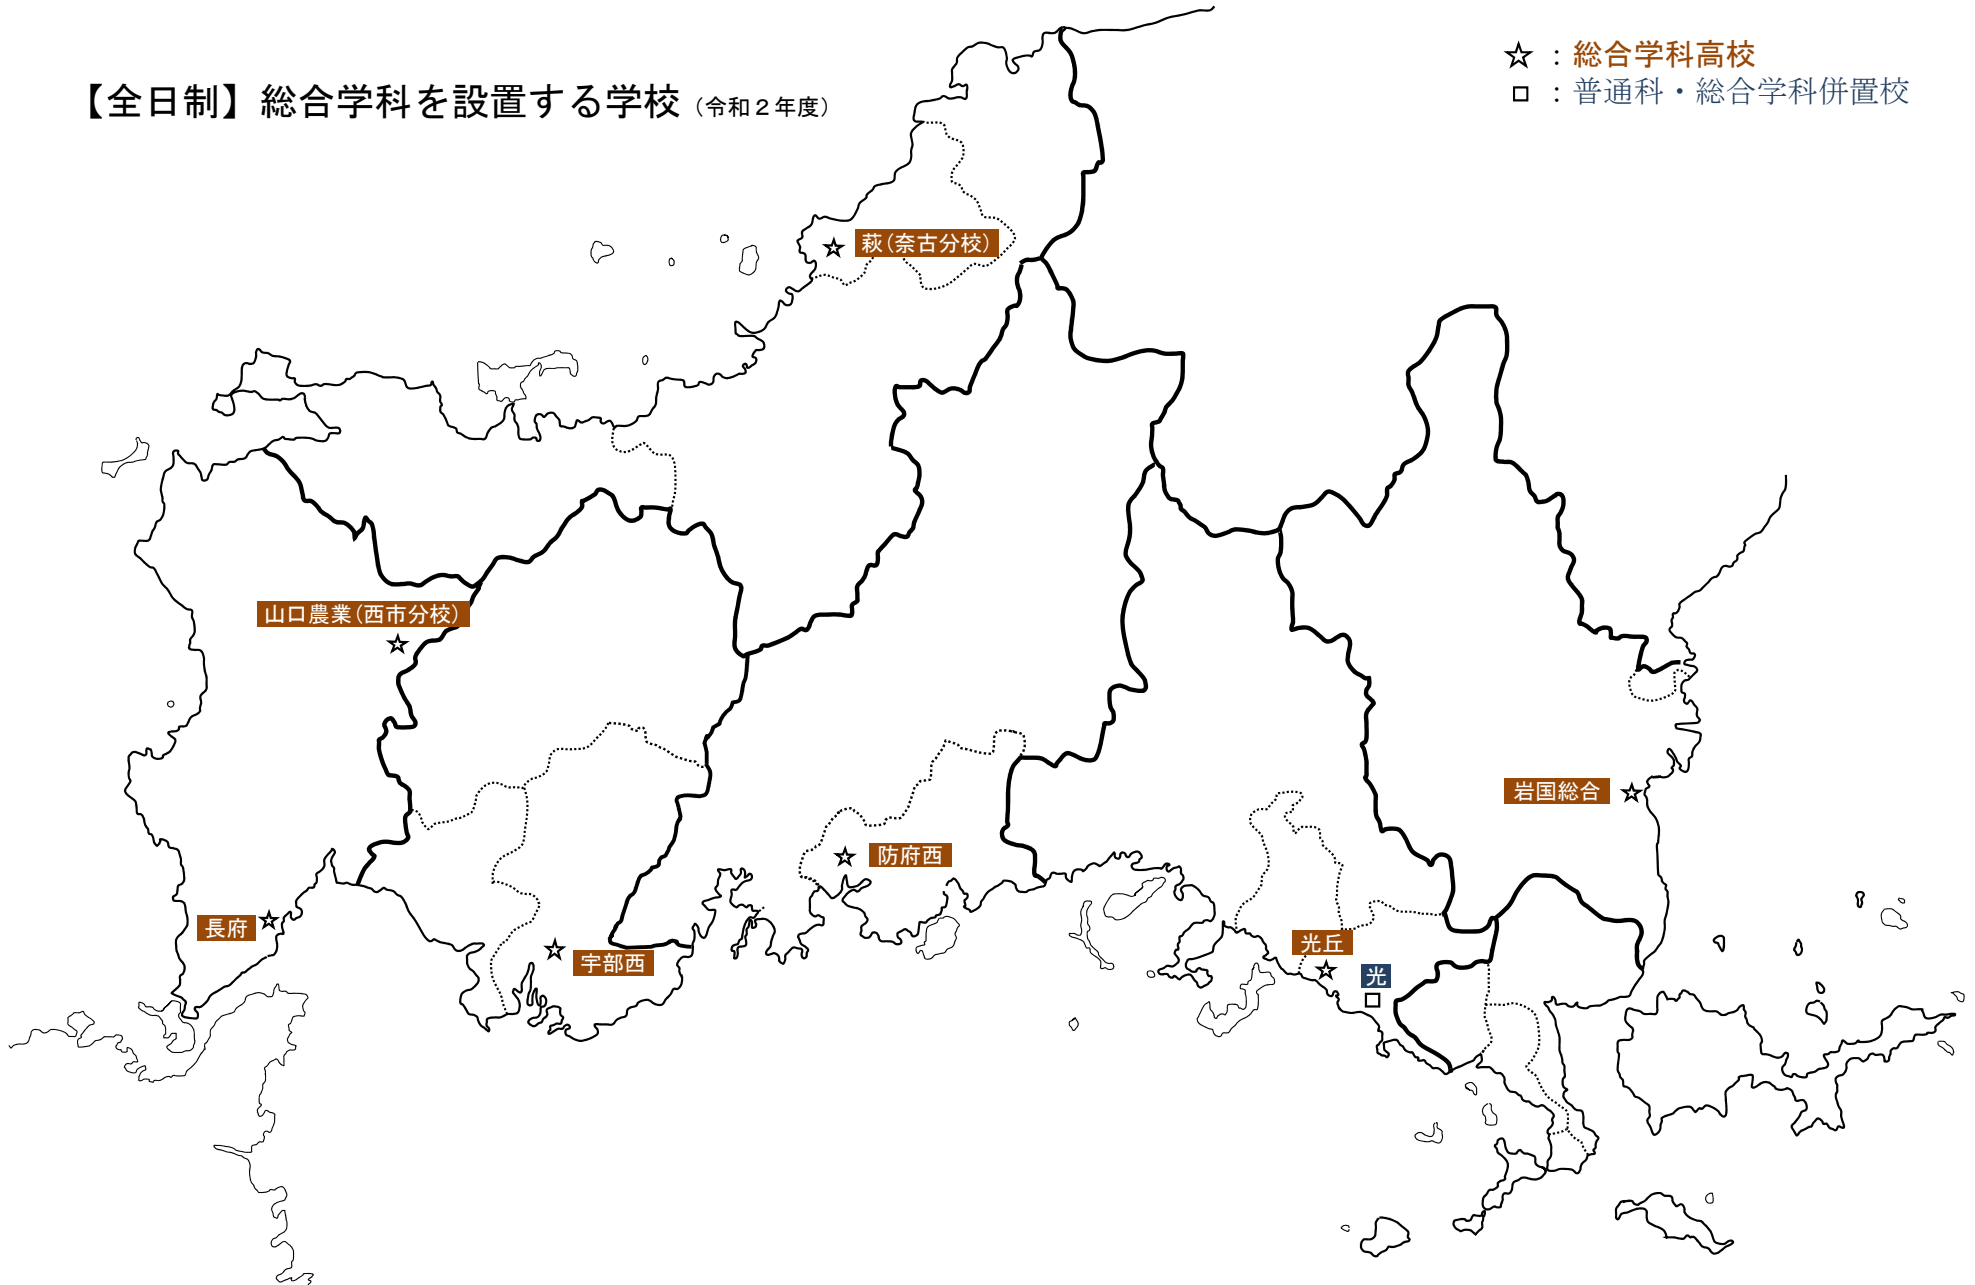 【全日制】総合学科を設置する学校（令和２年度）
☆：総合学科高校
□：普通科・総合学科併置校
萩(奈古分校)
山口農業(西市分校)
岩国総合
防府西
長府
宇部西
光丘
光